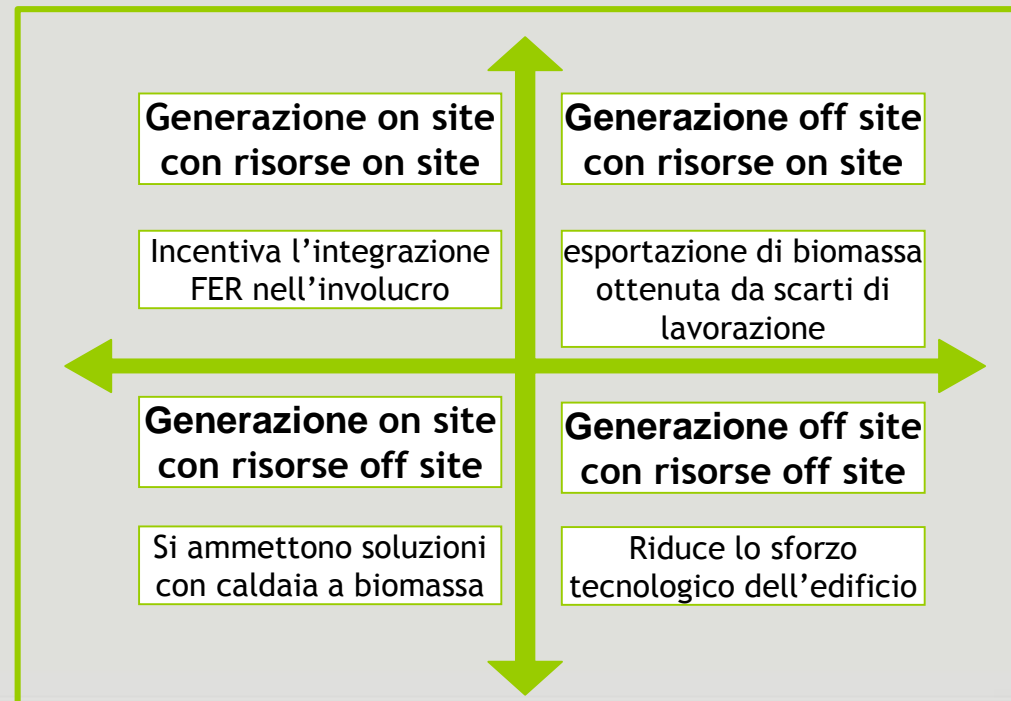 Generazione on site
con risorse on site
Incentiva l'integrazione
FER nell'involucro
Generazione off site
con risorse on site
esportazione di biomassa
ottenuta da scarti di
lavorazione
Generazione on site
con risorse off site
Si ammettono soluzioni
con caldaia a biomassa
Generazione off site
con risorse off site
Riduce lo sforzo
tecnologico dell'edificio